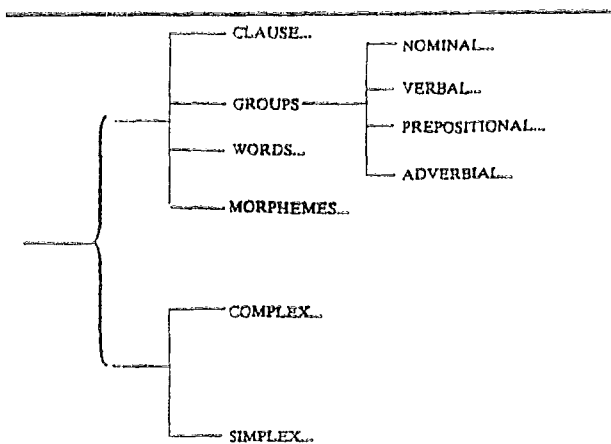 CLAUSE...
NOMINAL...
VERBAL...
GROUPS
PREPOSITIONAL...
WORDS...
ADVERBIAL...
MORPHEMES...
COMPLEX...
SIMPLEX...